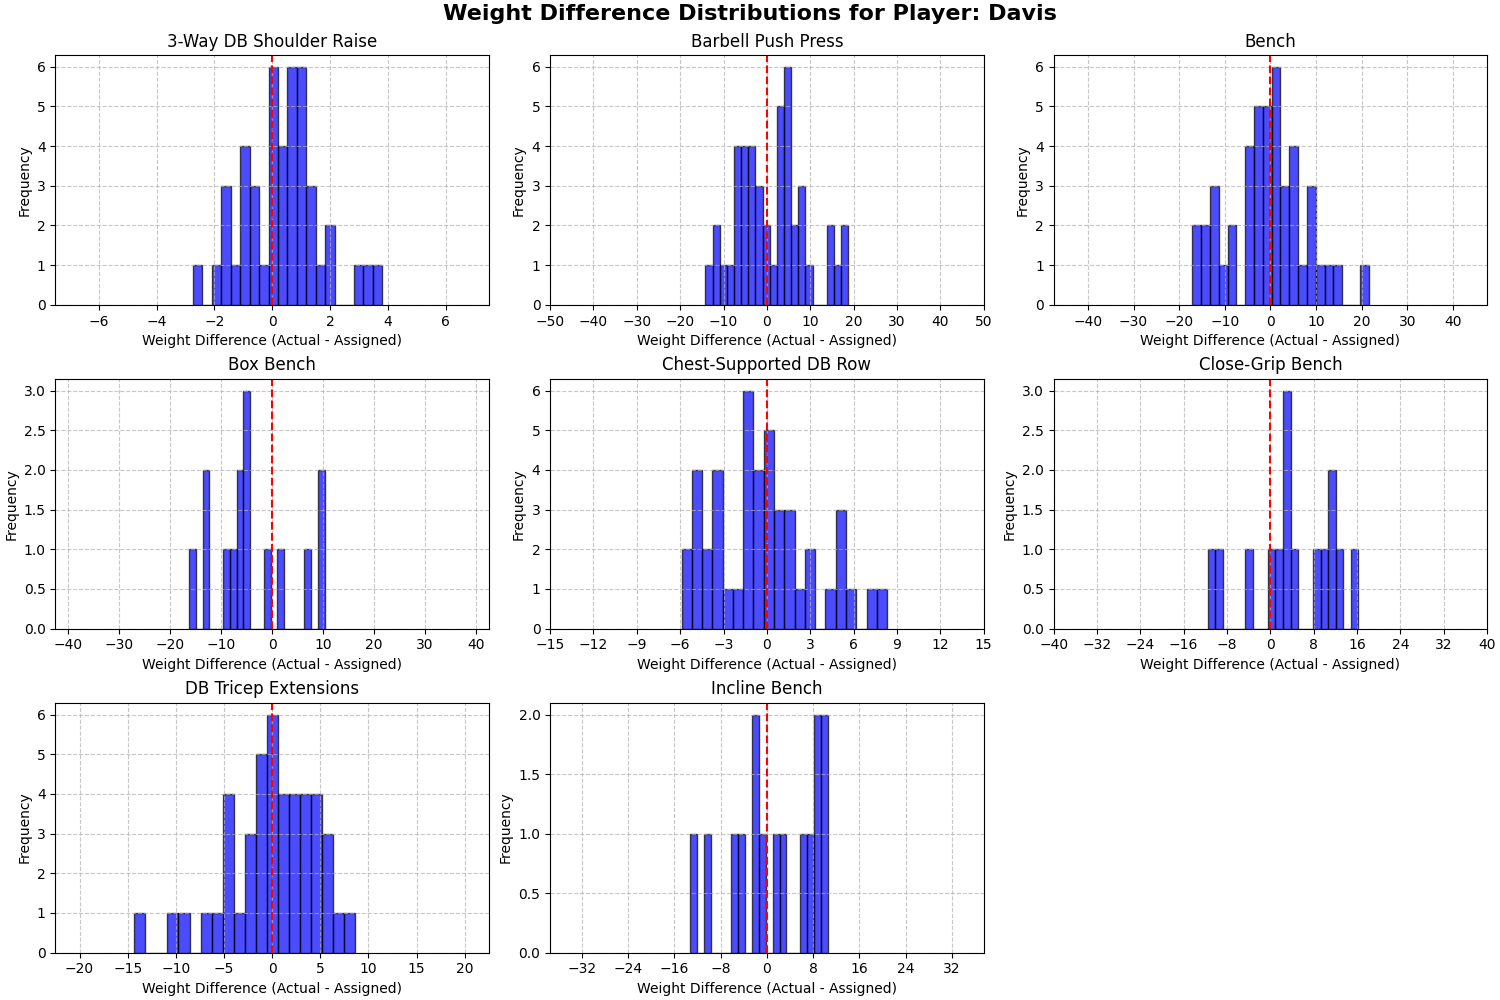 Weight Difference Distributions for Player: Davis
3-Way DB Shoulder Raise
Frequency
6
5
4
3
2
1
0
−6 −4 −2 0 2 4 6
Weight Difference (Actual - Assigned)
Barbell Push Press
Frequency
6
5
4
3
2
1
0
−50 −40 −30 −20 −10 0 10 20 30 40 50
Weight Difference (Actual - Assigned)
Bench
Frequency
6
5
4
3
2
1
0
−40 −30 −20 −10 0 10 20 30 40
Weight Difference (Actual - Assigned)
Box Bench
Frequency
3.0
2.5
2.0
1.5
1.0
0.5
0.0
−40 −30 −20 −10 0 10 20 30 40
Weight Difference (Actual - Assigned)
Chest-Supported DB Row
Frequency
6
5
4
3
2
1
0
−15 −12 −9 −6 −3 0 3 6 9 12 15
Weight Difference (Actual - Assigned)
Close-Grip Bench
Frequency
3.0
2.5
2.0
1.5
1.0
0.5
0.0
−40 −32 −24 −16 −8 0 8 16 24 32 40
Weight Difference (Actual - Assigned)
DB Tricep Extensions
Frequency
6
5
4
3
2
1
0
−20 −15 −10 −5 0 5 10 15 20
Weight Difference (Actual - Assigned)
Incline Bench
Frequency
2.0
1.5
1.0
0.5
0.0
−32 −24 −16 −8 0 8 16 24 32
Weight Difference (Actual - Assigned)